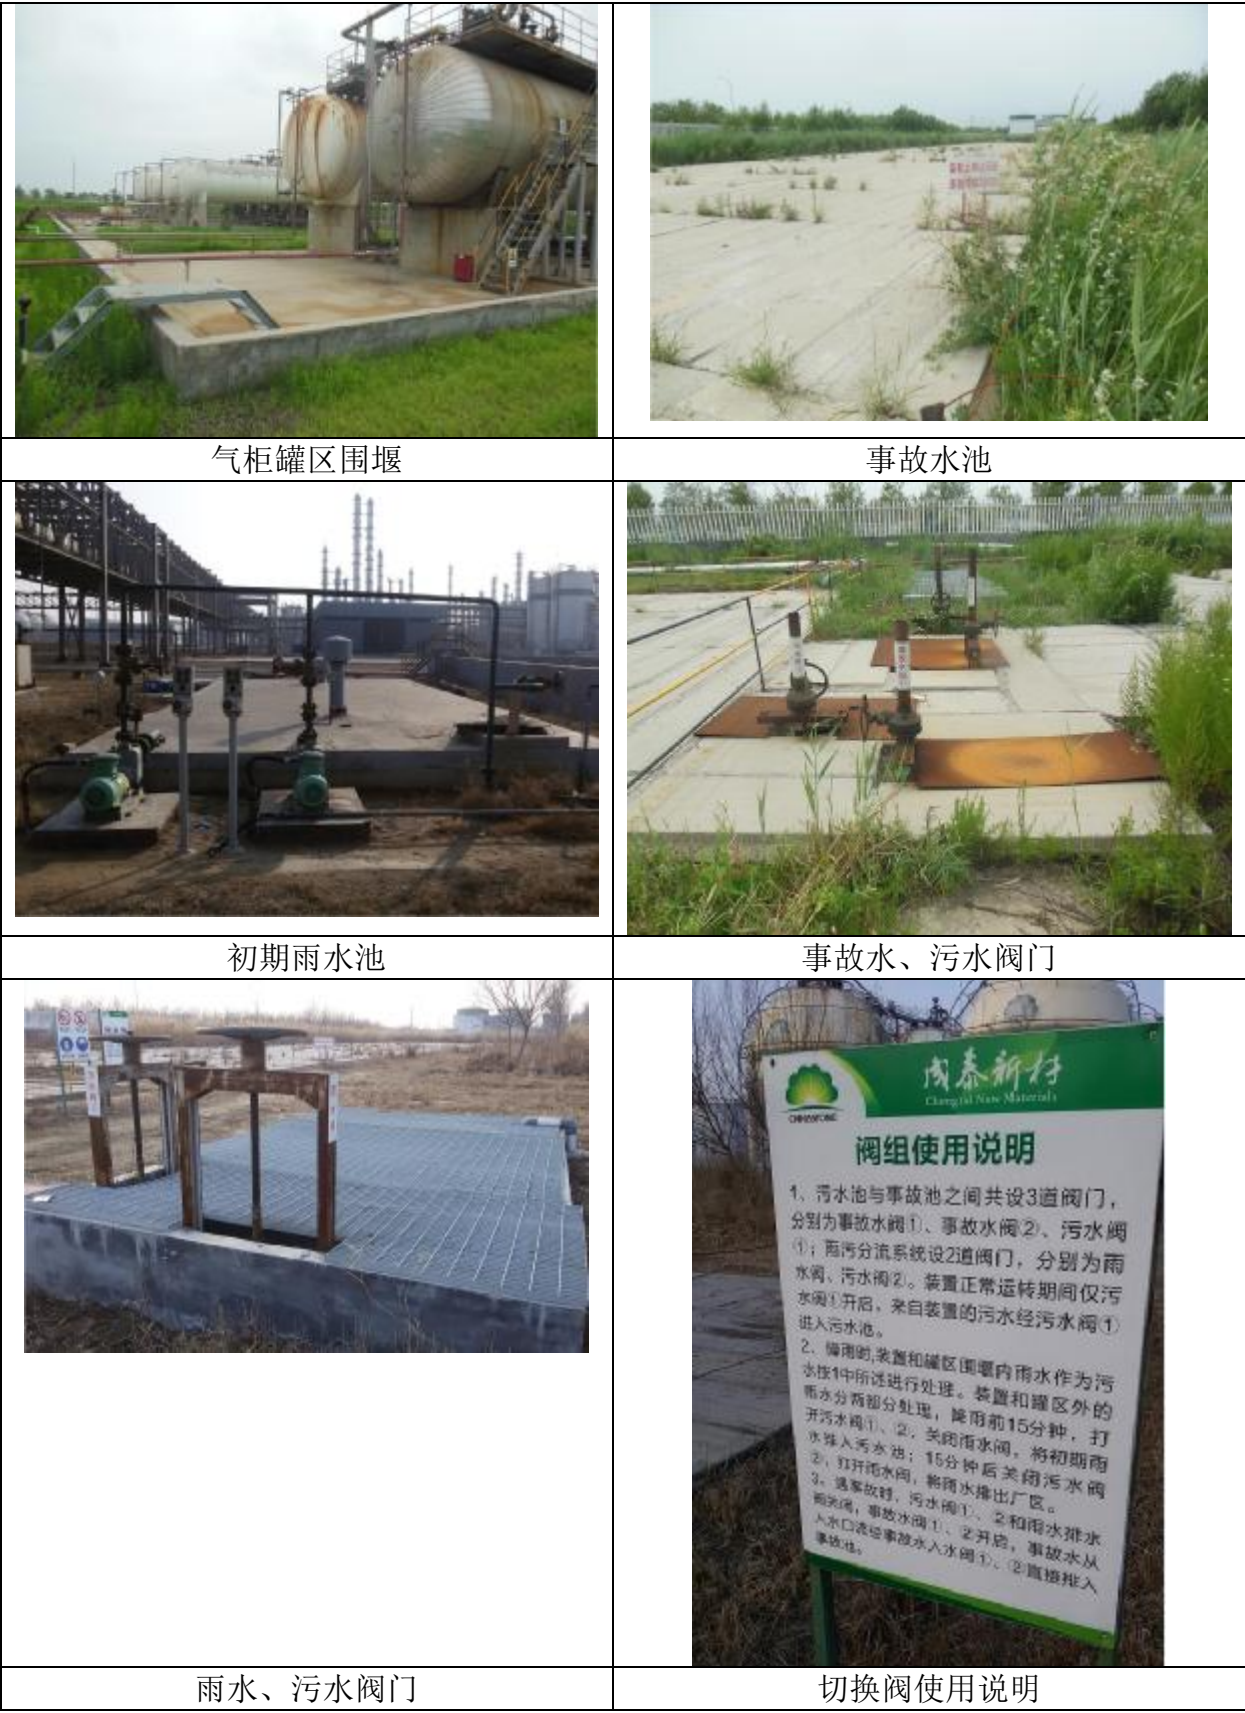 气柜罐区围堰
事故水池
初期雨水池
事故水、污水阀门
成泰新材
Chengtai New Materials
阀组使用说明
1、污水池与事故池之间共设3道阀门，
分别为事故水阀①、事故水阀②、污水阀
①；雨污分流系统设2道阀门，分别为雨
水阀、污水阀②。装置正常运转期间仅污
水阀①开启，来自装置的污水经污水阀①
进入污水池。
2、降雨时,装置和罐区围堰内雨水作为污
水按1中所述进行处理。装置和罐区外的
雨水分两部分处理，降雨前15分钟，打
开污水阀①、②，关闭雨水阀，将初期雨
水排入污水池；15分钟后关闭污水阀
②，打开雨水阀，将雨水排出厂区。
3、遇事故时，污水阀①、②和雨水排水
阀关闭，事故水阀①、②开启，事故水从
入水口流经事故水入水阀①、②直接排入
事故池。
雨水、污水阀门
切换阀使用说明